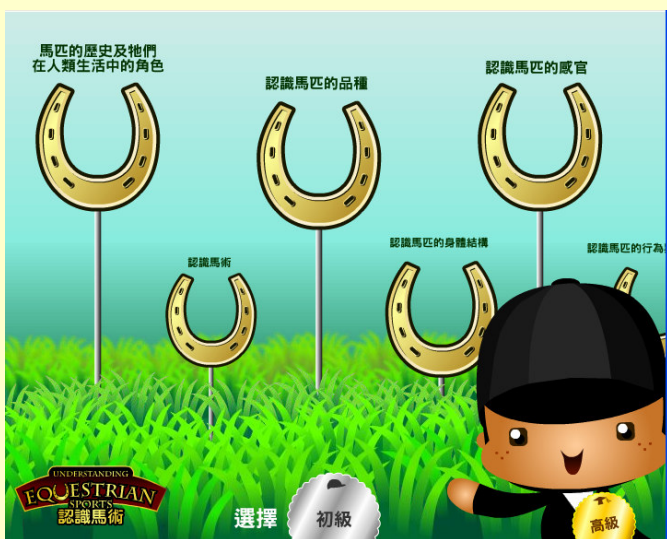 馬匹的歷史及牠們
在人類生活中的角色
認識馬匹的品種
認識馬匹的感官
認識馬術
認識馬匹的身體結構
認識馬匹的行為
UNDERSTANDING
EQUESTRIAN
SPORTS
認識馬術
選擇
初級
高級